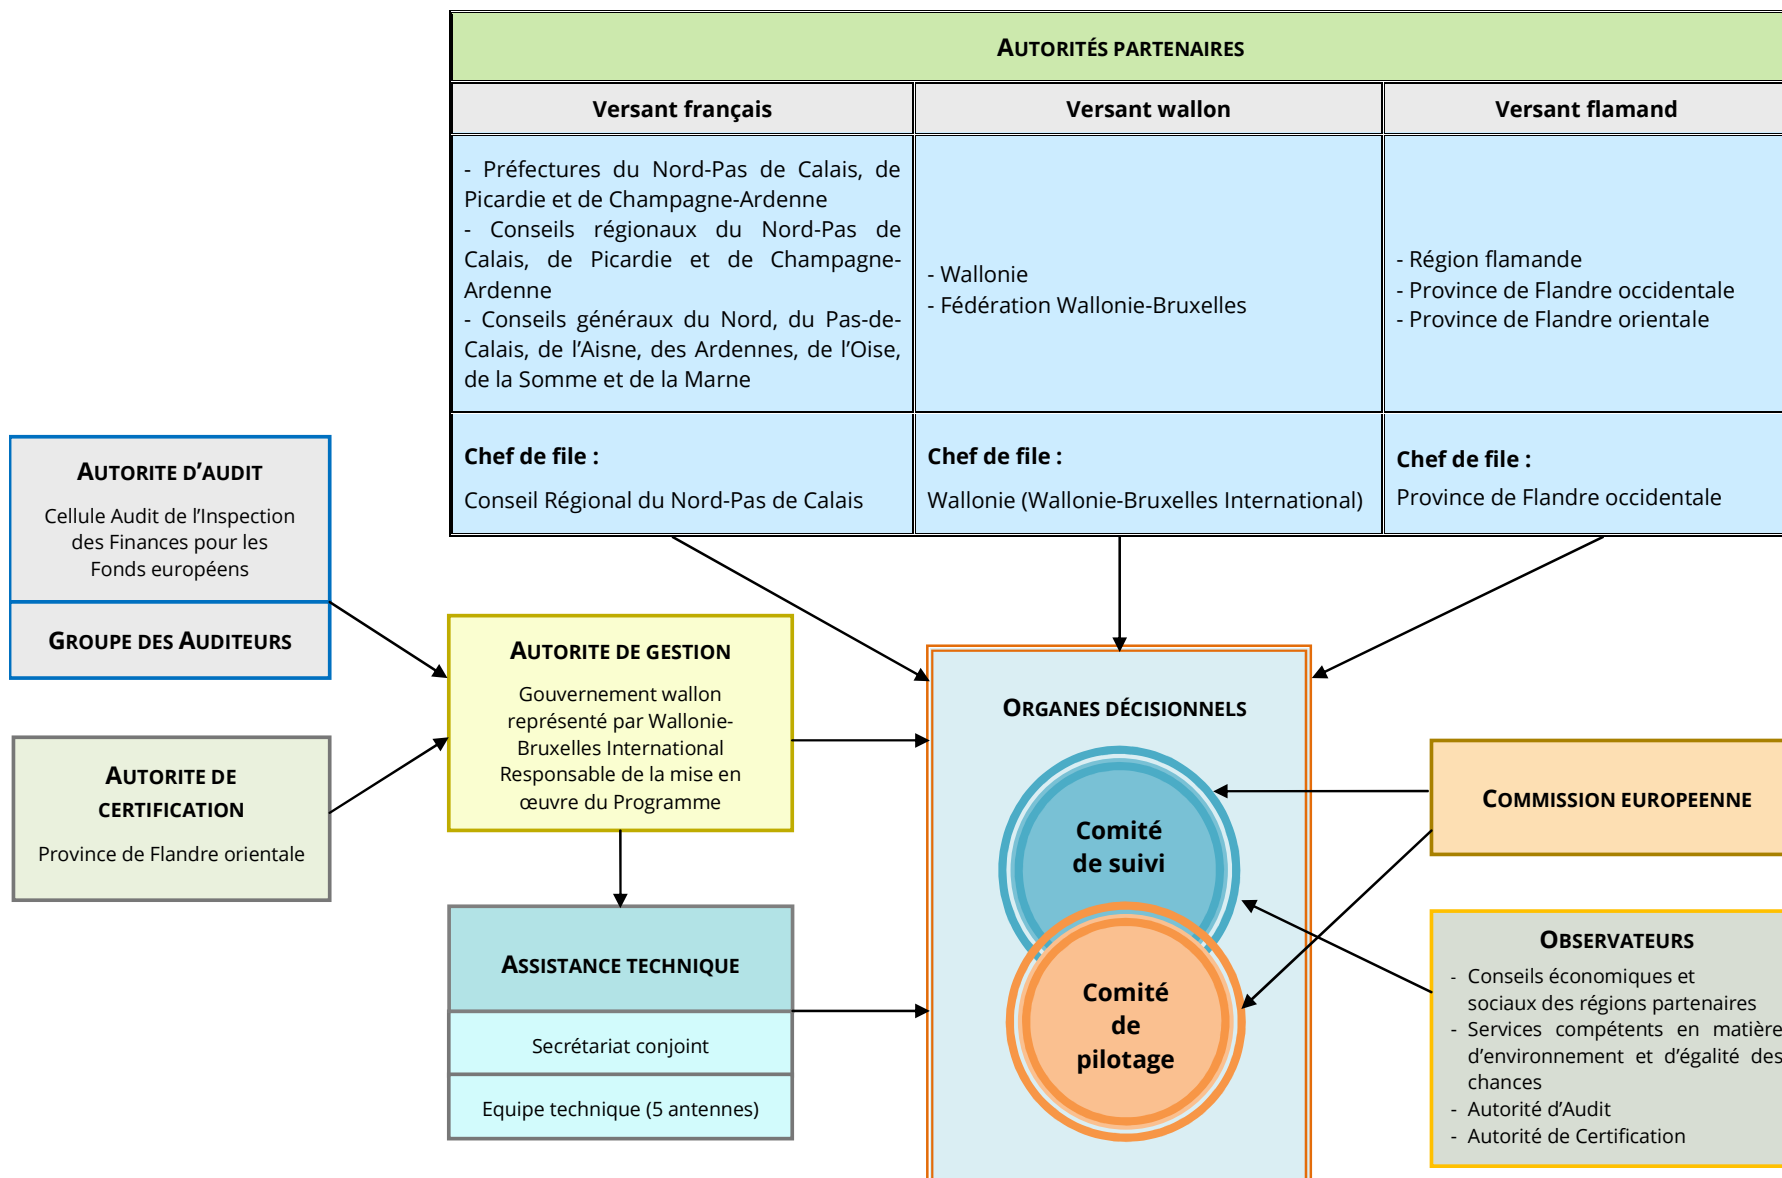 AUTORITÉS PARTENAIRES
Versant français
Versant wallon
Versant flamand
- Préfectures du Nord-Pas de Calais, de
Picardie et de Champagne-Ardenne
- Conseils régionaux du Nord-Pas de
Calais, de Picardie et de Champagne-
Ardenne
- Conseils généraux du Nord, du Pas-de-
Calais, de l'Aisne, des Ardennes, de l'Oise,
de la Somme et de la Marne
- Wallonie
- Fédération Wallonie-Bruxelles
- Région flamande
- Province de Flandre occidentale
- Province de Flandre orientale
Chef de file :
Conseil Régional du Nord-Pas de Calais
Chef de file :
Wallonie (Wallonie-Bruxelles International)
Chef de file :
Province de Flandre occidentale
AUTORITE D'AUDIT
Cellule Audit de l'Inspection
des Finances pour les
Fonds européens
GROUPE DES AUDITEURS
AUTORITE DE
CERTIFICATION
Province de Flandre orientale
AUTORITE DE GESTION
Gouvernement wallon
représenté par Wallonie-
Bruxelles International
Responsable de la mise en
œuvre du Programme
ASSISTANCE TECHNIQUE
Secrétariat conjoint
Equipe technique (5 antennes)
ORGANES DÉCISIONNELS
Comité
de suivi
Comité
de
pilotage
COMMISSION EUROPEENNE
OBSERVATEURS
- Conseils économiques et
sociaux des régions partenaires
- Services compétents en matière
d'environnement et d'égalité des
chances
- Autorité d'Audit
- Autorité de Certification